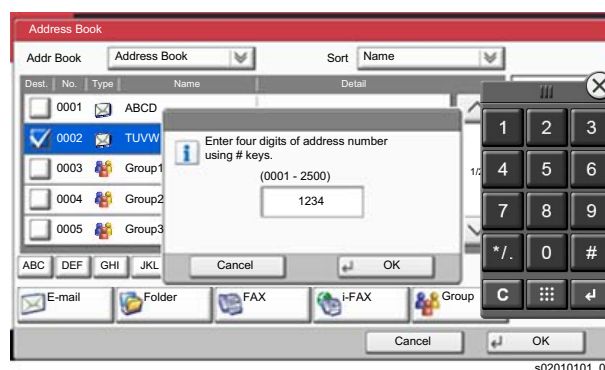 Address Book
Addr Book Address Book Sort Name
Dest. No. Type Name Detail
0001 ABCD
0002 TUVW
0003 Group1
0004 Group2
0005 Group3
1/2
Enter four digits of address number
using # keys.
(0001 - 2500)
1234
Cancel OK
1 2 3
4 5 6
7 8 9
*/. 0 #
C
ABC DEF GHI JKL
E-mail Folder FAX i-FAX Group
Cancel OK
s02010101_0